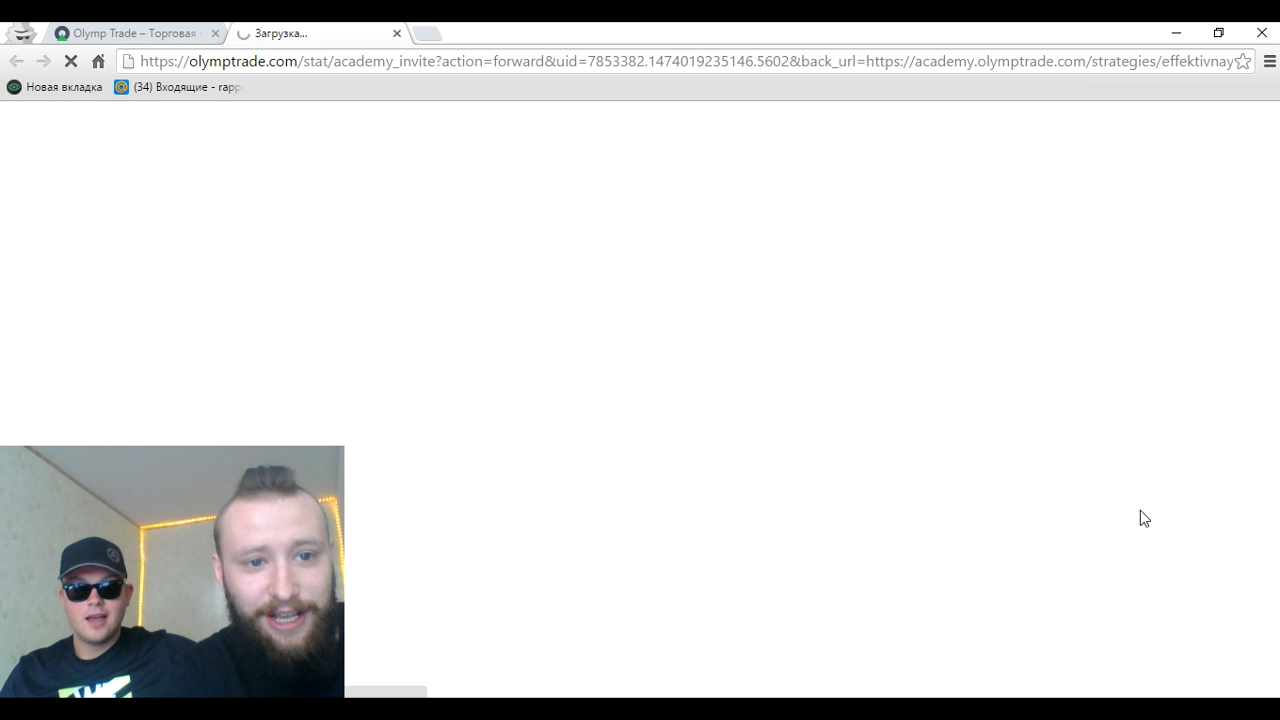 Olymp Trade – Торговая
Загрузка...
https://olymptrade.com/stat/academy_invite?action=forward&uid=7853382.1474019235146.5602&back_url=https://academy.olymptrade.com/strategies/effektivnay
Новая вкладка
(34) Входящие - rapp